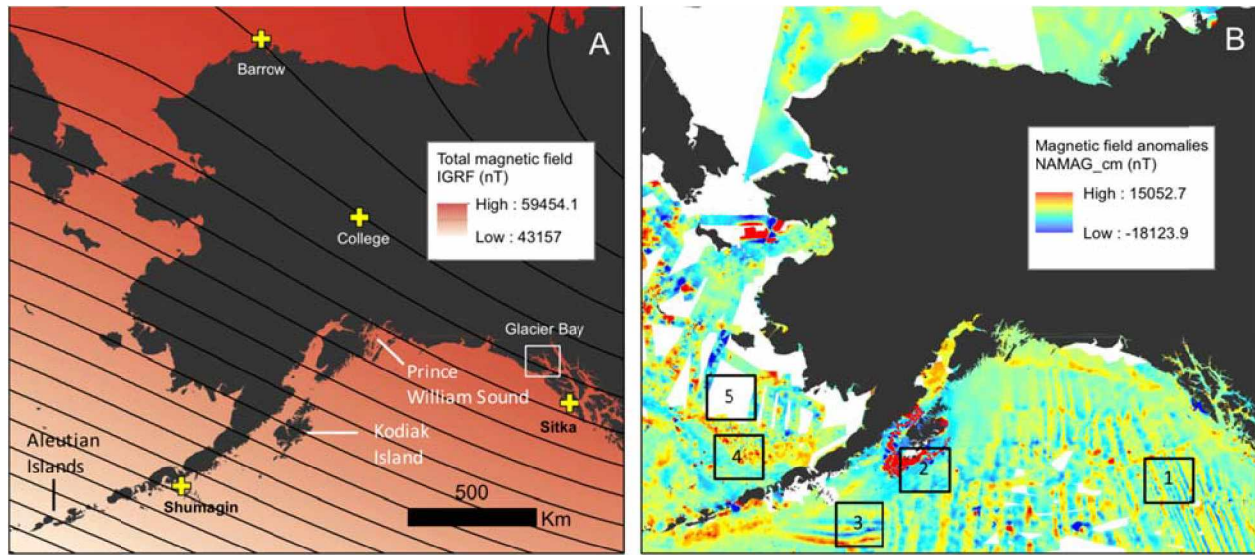 A
Barrow
Total magnetic field
IGRF (nT)
High : 59454.1
Low : 43157
College
Glacier Bay
Prince
William Sound
Sitka
Kodiak
Island
Aleutian
Islands
Shumagin
500
Km
B
Magnetic field anomalies
NAMAG_cm (nT)
High : 15052.7
Low : -18123.9
5
4
2
1
3